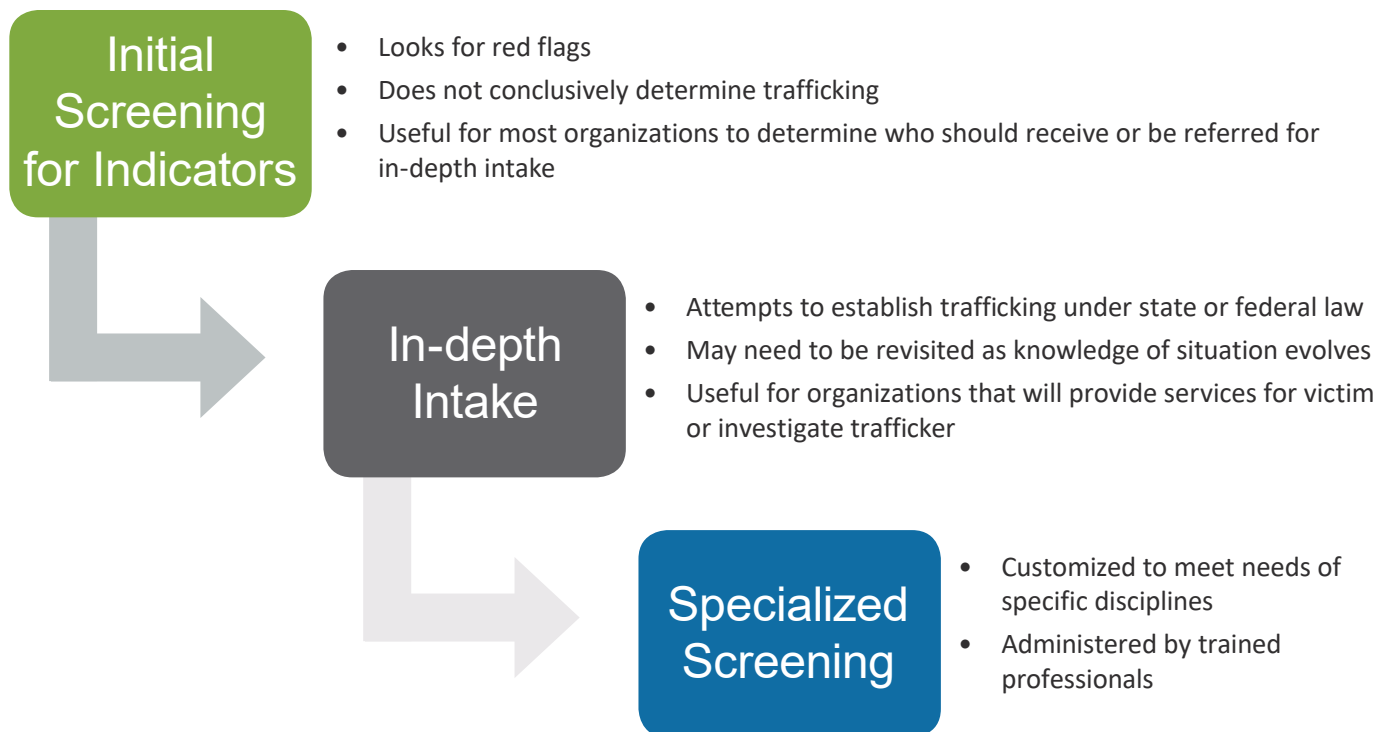 Initial
Screening
for Indicators
• Looks for red flags
• Does not conclusively determine trafficking
• Useful for most organizations to determine who should receive or be referred for
in-depth intake
In-depth
Intake
• Attempts to establish trafficking under state or federal law
• May need to be revisited as knowledge of situation evolves
• Useful for organizations that will provide services for victim
or investigate trafficker
Specialized
Screening
• Customized to meet needs of
specific disciplines
• Administered by trained
professionals